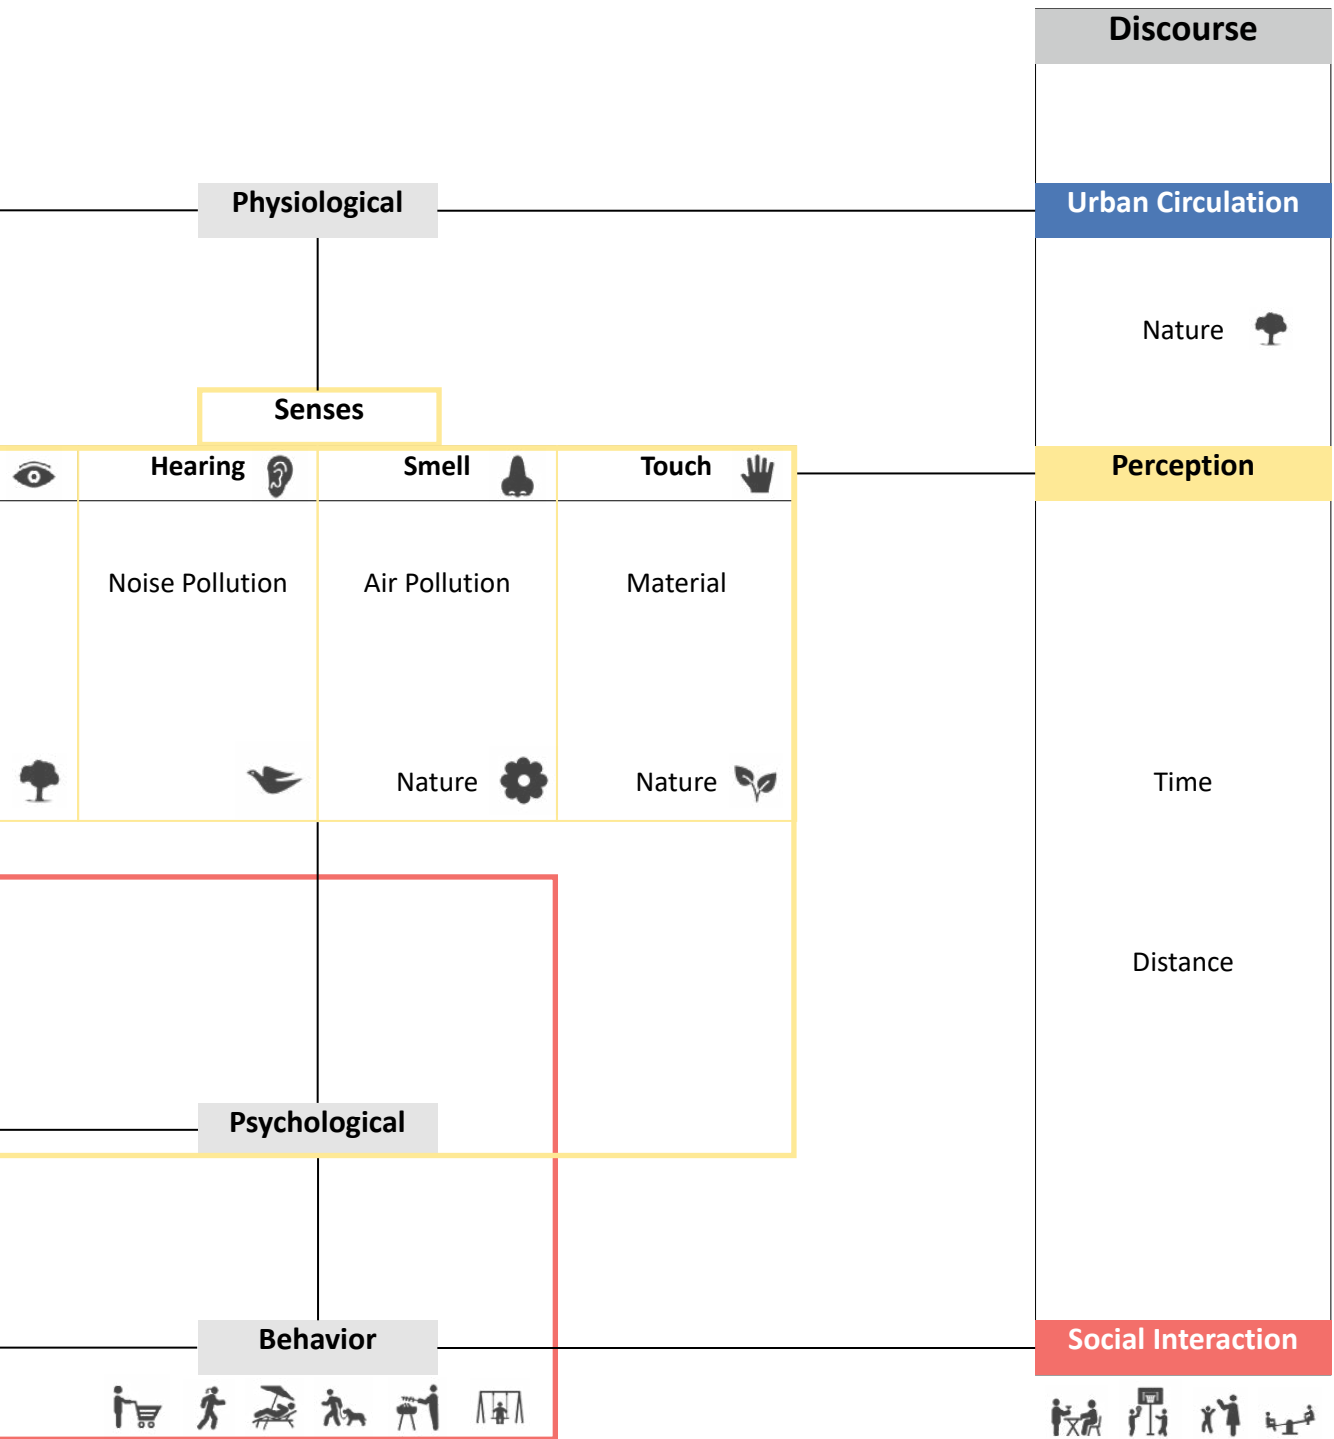 Discourse
Physiological
Urban Circulation
Nature
Senses
Hearing
Smell
Touch
Perception
Noise Pollution
Air Pollution
Material
Nature
Nature
Time
Distance
Psychological
Behavior
Social Interaction